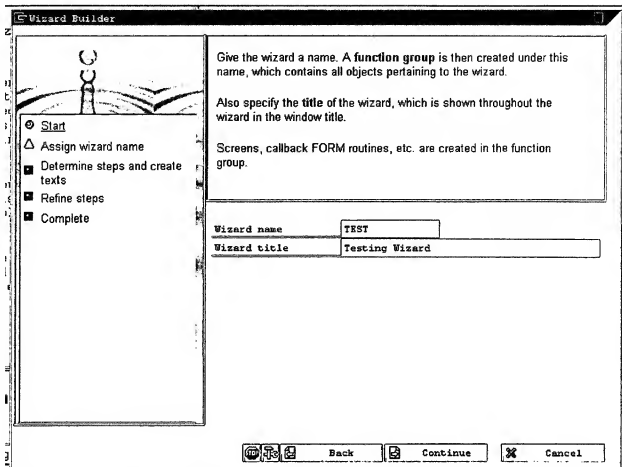 Wizard Builder
Start
Assign wizard name
Determine steps and create
texts
Refine steps
Complete
Give the wizard a name. A function group is then created under this
name, which contains all objects pertaining to the wizard.
Also specify the title of the wizard, which is shown throughout the
wizard in the window title.
Screens, callback FORM routines, etc. are created in the function
group.
Wizard name TEST
Wizard title Testing Wizard
Back Continue Cancel